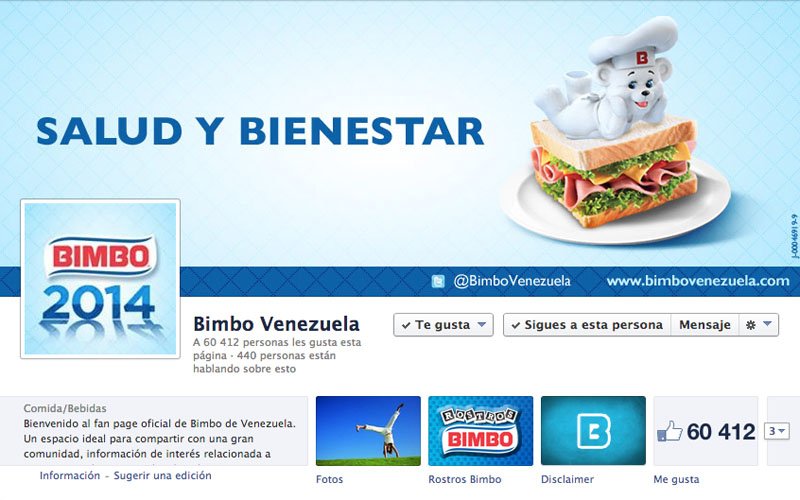 SALUD Y BIENESTAR
B
J-00046919-9
@BimboVenezuela
www.bimbovenezuela.com
BIMBO
2014
Bimbo Venezuela
A 60 412 personas les gusta esta
página · 440 personas están
hablando sobre esto
✓ Te gusta
✓ Sigues a esta persona
Mensaje
Comida/Bebidas
Bienvenido al fan page oficial de Bimbo de Venezuela.
Un espacio ideal para compartir con una gran
comunidad, información de interés relacionada a
Información - Sugerir una edición
ROSTROS
BIMBO
B
60 412
3
Fotos
Rostros Bimbo
Disclaimer
Me gusta